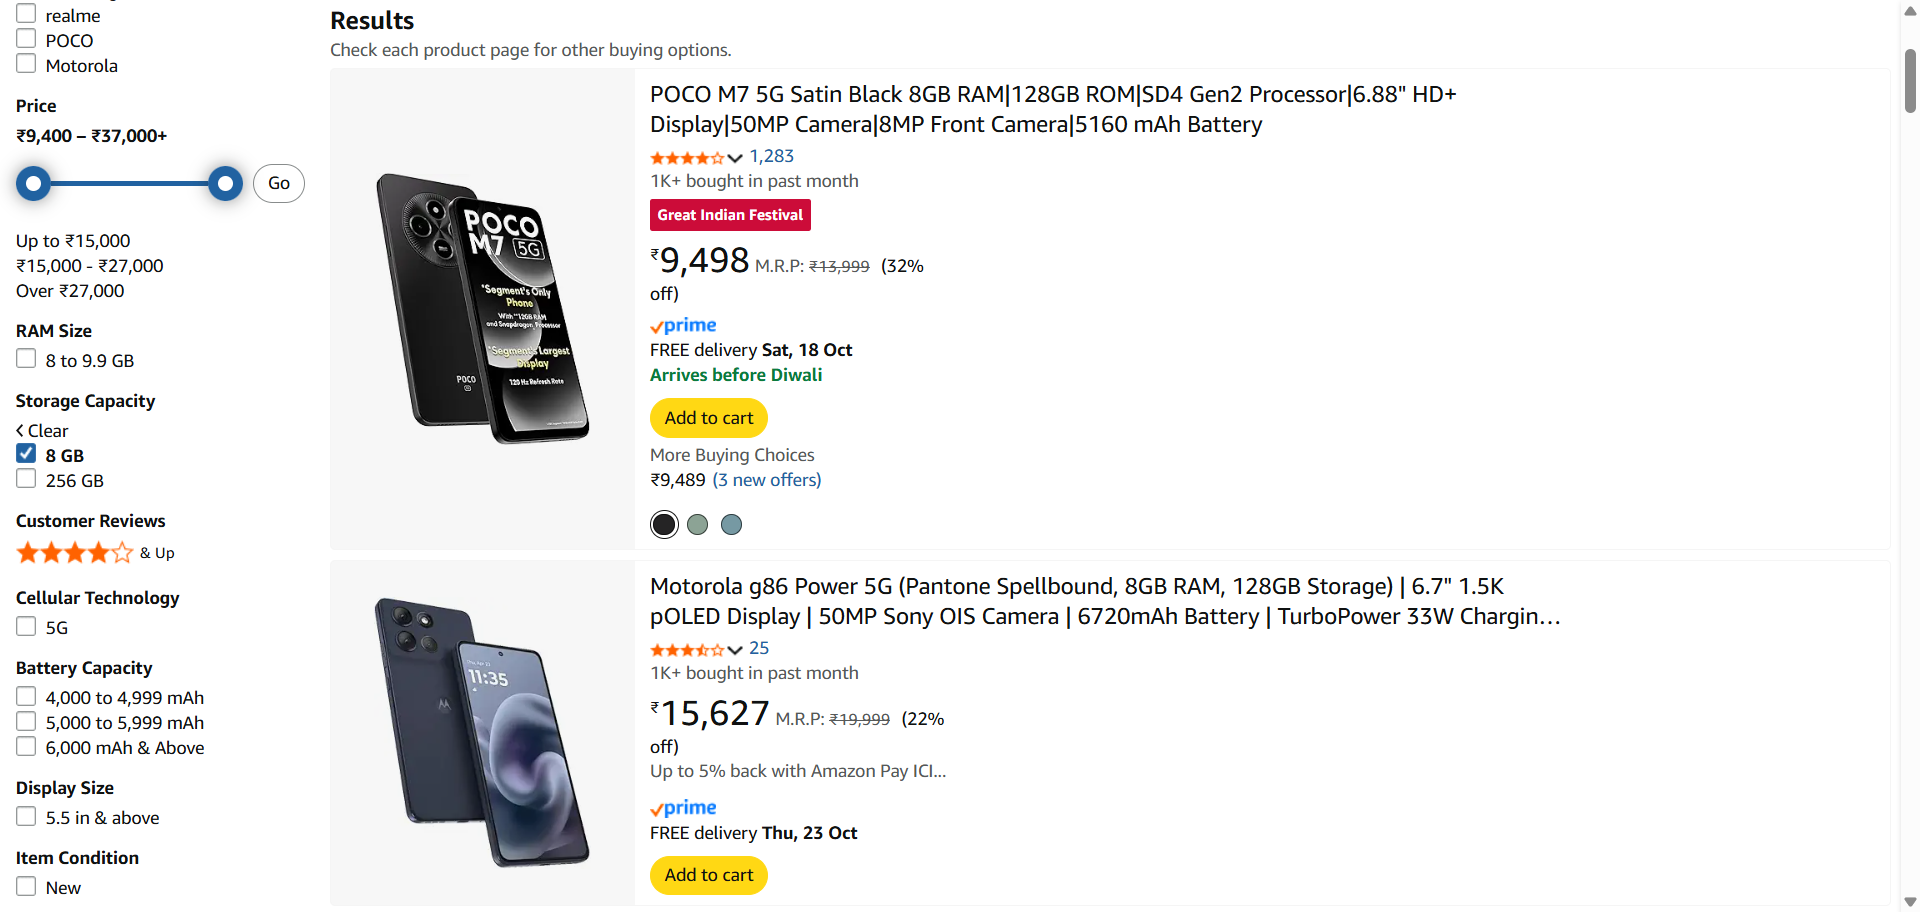 realme
POCO
Motorola
Price
₹9,400 – ₹37,000+
Go
Up to ₹15,000
₹15,000 - ₹27,000
Over ₹27,000
RAM Size
8 to 9.9 GB
Storage Capacity
Clear
8 GB
256 GB
Customer Reviews
& Up
Cellular Technology
5G
Battery Capacity
4,000 to 4,999 mAh
5,000 to 5,999 mAh
6,000 mAh & Above
Display Size
5.5 in & above
Item Condition
New
Results
Check each product page for other buying options.
POCO
M7 5G
"Segment's Only
Phone
With "12GB RAM
and Snapdragon Processor
"Segment's Largest
Display
120 Hz Refresh Rate
POCO
5G
POCO M7 5G Satin Black 8GB RAM|128GB ROM|SD4 Gen2 Processor|6.88" HD+
Display|50MP Camera|8MP Front Camera|5160 mAh Battery
1,283
1K+ bought in past month
Great Indian Festival
₹9,498 M.R.P: ₹13,999 (32%
off)
prime
FREE delivery Sat, 18 Oct
Arrives before Diwali
Add to cart
More Buying Choices
₹9,489 (3 new offers)
11:35
Motorola g86 Power 5G (Pantone Spellbound, 8GB RAM, 128GB Storage) | 6.7" 1.5K
pOLED Display | 50MP Sony OIS Camera | 6720mAh Battery | TurboPower 33W Chargin…
25
1K+ bought in past month
₹15,627 M.R.P: ₹19,999 (22%
off)
Up to 5% back with Amazon Pay ICI…
prime
FREE delivery Thu, 23 Oct
Add to cart